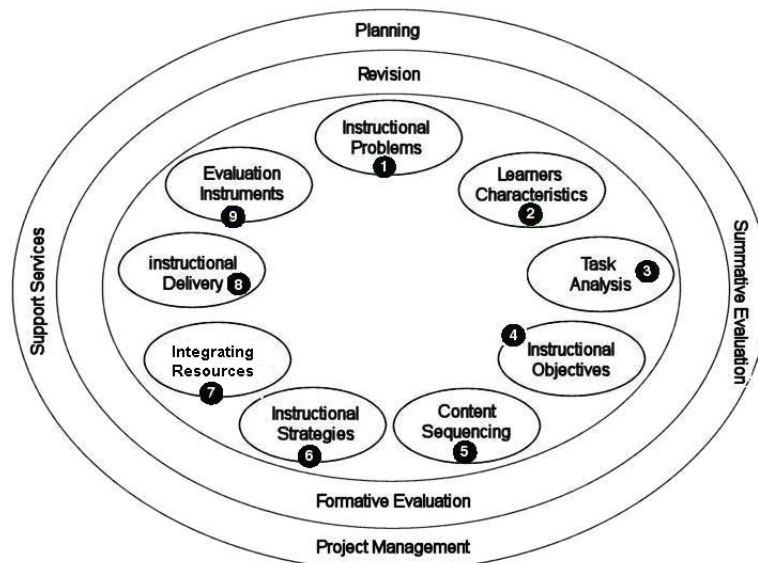 Planning
Revision
Instructional
Problems
1
Learners
Characteristics
2
Task
Analysis
3
4
Instructional
Objectives
Content
Sequencing
5
Instructional
Strategies
6
Integrating
Resources
7
instructional
Delivery
8
Evaluation
Instruments
9
Support Services
Summative Evaluation
Formative Evaluation
Project Management